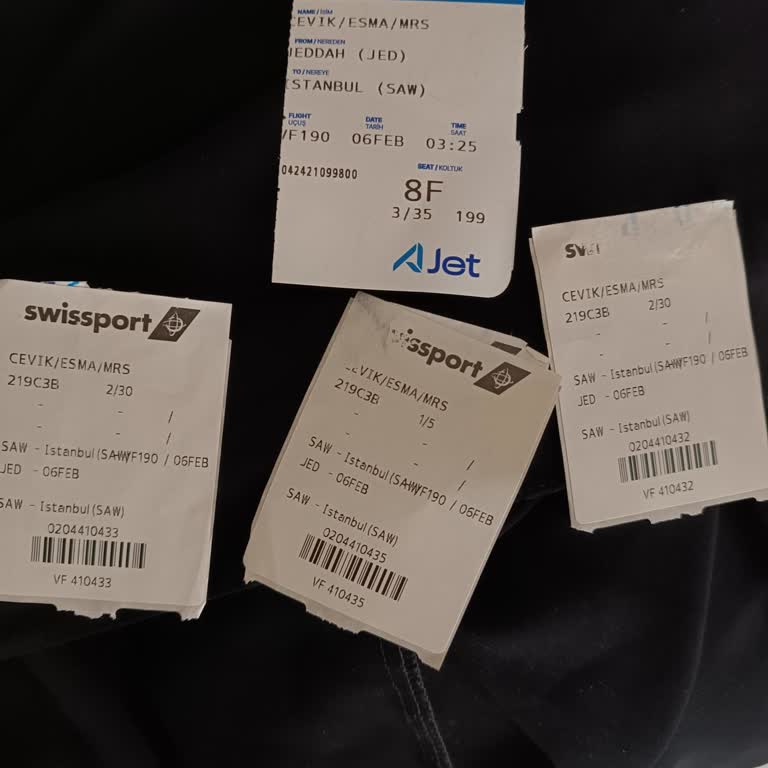 NAME / İSİM
CEVIK/ESMA/MRS
FROM / NEREDEN
JEDDAH (JED)
TO / NEREYE
ISTANBUL (SAW)
FLIGHT DATE TIME
UÇUŞ TARİH SAAT
VF190 06FEB 03:25
042421099800
SEAT / KOLTUK
8F
3/35 199
AJet
swissport
CEVIK/ESMA/MRS
219C3B 2/30
- - /
- - /
SAW - Istanbul(SAW)VF190 / 06FEB
JED - 06FEB
SAW - Istanbul(SAW)
0204410433
VF 410433
swissport
CEVIK/ESMA/MRS
219C3B 1/5
- - /
- - /
SAW - Istanbul(SAW)VF190 / 06FEB
JED - 06FEB
SAW - Istanbul(SAW)
0204410435
VF 410435
CEVIK/ESMA/MRS
219C3B 2/30
- - /
- - /
SAW - Istanbul(SAW)VF190 / 06FEB
JED - 06FEB
SAW - Istanbul(SAW)
0204410432
VF 410432